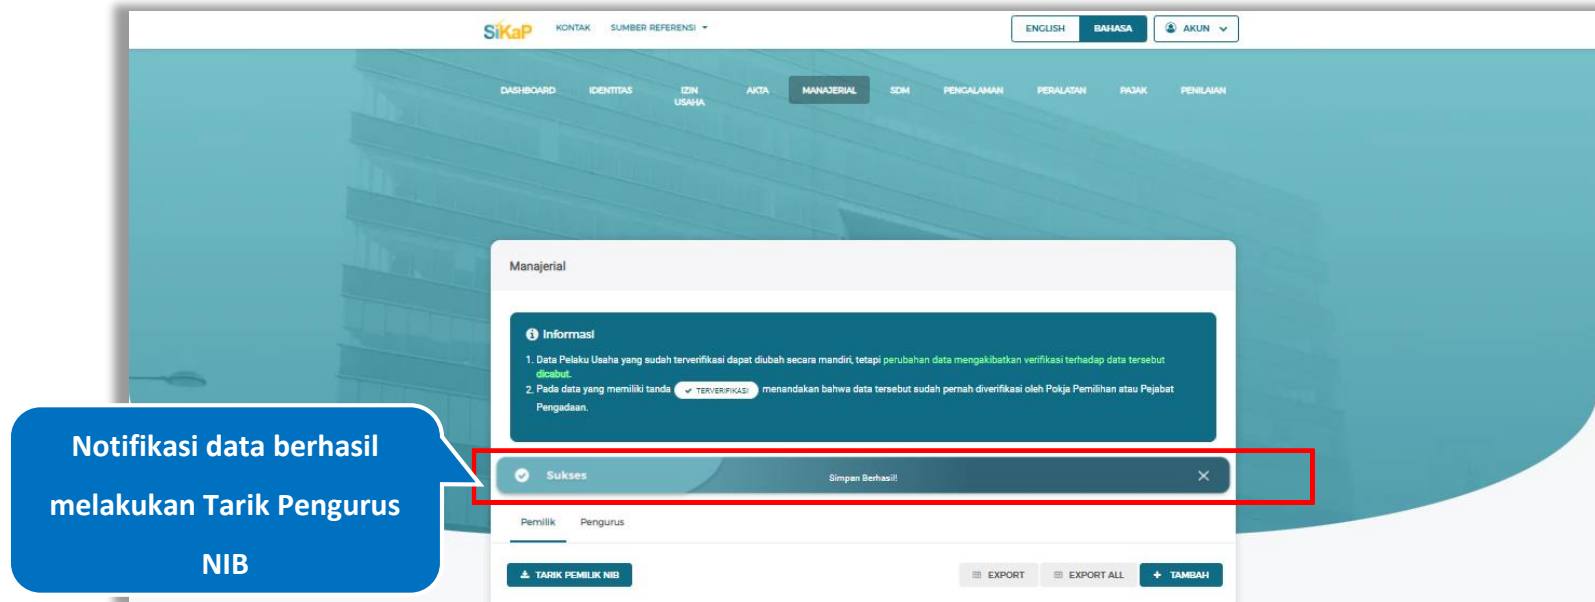 SiKaP KONTAK SUMBER REFERENSI ENGLISH BAHASA AKUN
DASHBOARD IDENTITAS IZIN USAHA AKTA MANAJERIAL SDM PENGALAMAN PERALATAN PAJAK PENILAIAN
Manajerial
Informasi
1. Data Pelaku Usaha yang sudah terverifikasi dapat diubah secara mandiri, tetapi perubahan data mengakibatkan verifikasi terhadap data tersebut
dicabut.
2. Pada data yang memiliki tanda TERVERIFIKASI menandakan bahwa data tersebut sudah pernah diverifikasi oleh Pokja Pemilihan atau Pejabat
Pengadaan.
Notifikasi data berhasil
melakukan Tarik Pengurus
NIB
Sukses Simpan Berhasil!
Pemilik Pengurus
TARIK PEMILIK NIB EXPORT EXPORT ALL + TAMBAH